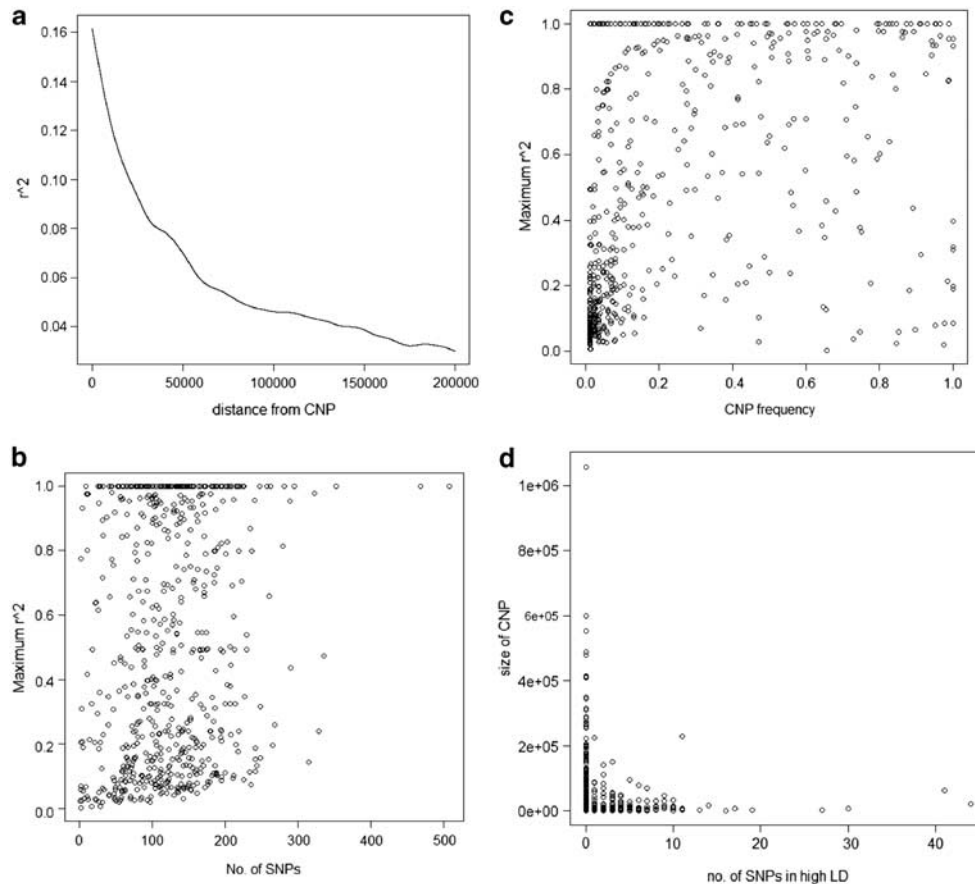 a
0.16
0.14
0.12
0.10
0.08
0.06
0.04
r^2
0
50000
100000
150000
200000
distance from CNP
c
1.0
0.8
0.6
0.4
0.2
0.0
Maximum r^2
0.0
0.2
0.4
0.6
0.8
1.0
CNP frequency
b
1.0
0.8
0.6
0.4
0.2
0.0
Maximum r^2
0
100
200
300
400
500
No. of SNPs
d
1e+06
8e+05
6e+05
4e+05
2e+05
0e+00
size of CNP
0
10
20
30
40
no. of SNPs in high LD